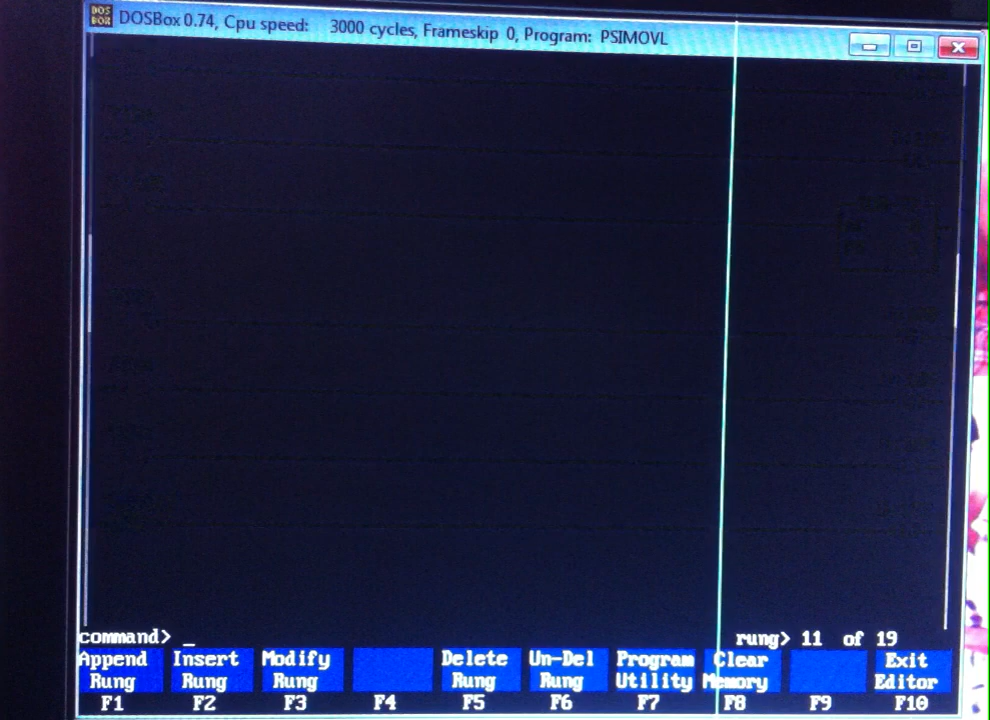 DOS BOX DOSBox 0.74, Cpu speed: 3000 cycles, Frameskip 0, Program: PSIMOVL
command> _ rung> 11 of 19
Append Insert Modify Delete Un-Del Program Clear Exit
Rung Rung Rung Rung Rung Utility Memory Editor
F1 F2 F3 F4 F5 F6 F7 F8 F9 F10